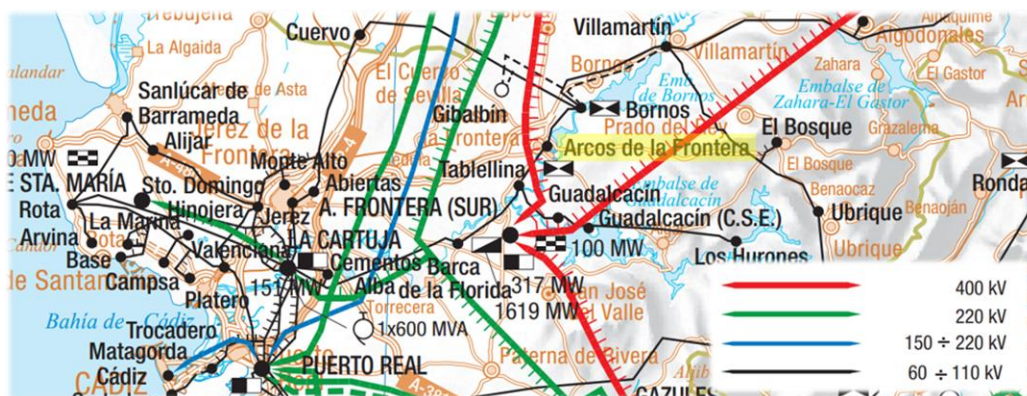 Cuervo
Villamartín
Algodonales
Trebujena
La Algaida
El Cuervo
de Sevilla
Bornos
Villamartín
Zahara
El Gastor
Sanlúcar de
Barrameda
Gibalbín
Emb.
de Bornos
Bornos
Embalse de
Zahara-El Gastor
Alijar
Jerez de la
Frontera
Prado del
El Bosque
Grazalema
Arcos de la Frontera
El Bosque
Monte Alto
Tablellina
Benaocaz
Ronda
STA. MARÍA
Sto. Domingo
Abiertas
Guadalcacín
Embalse de
Guadalcacín
Benaoján
Rota
Hinojera
Jerez
A. FRONTERA (SUR)
Guadalcacín (C.S.E.)
Ubrique
La Marina
Arvina
Rota
Valenciana
LA CARTUJA
100 MW
Los Hurones
Ubrique
Base
Cementos
Barca
de la Florida
Campsa
151 MW
Alba
317 MW
San José
del Valle
Platero
Torrecera
1619 MW
Bahía de Cádiz
1x600 MVA
Trocadero
Matagorda
PUERTO REAL
Paterna de Rivera
Cádiz
CÁDIZ
GAZULES
400 kV
220 kV
150 ÷ 220 kV
60 ÷ 110 kV